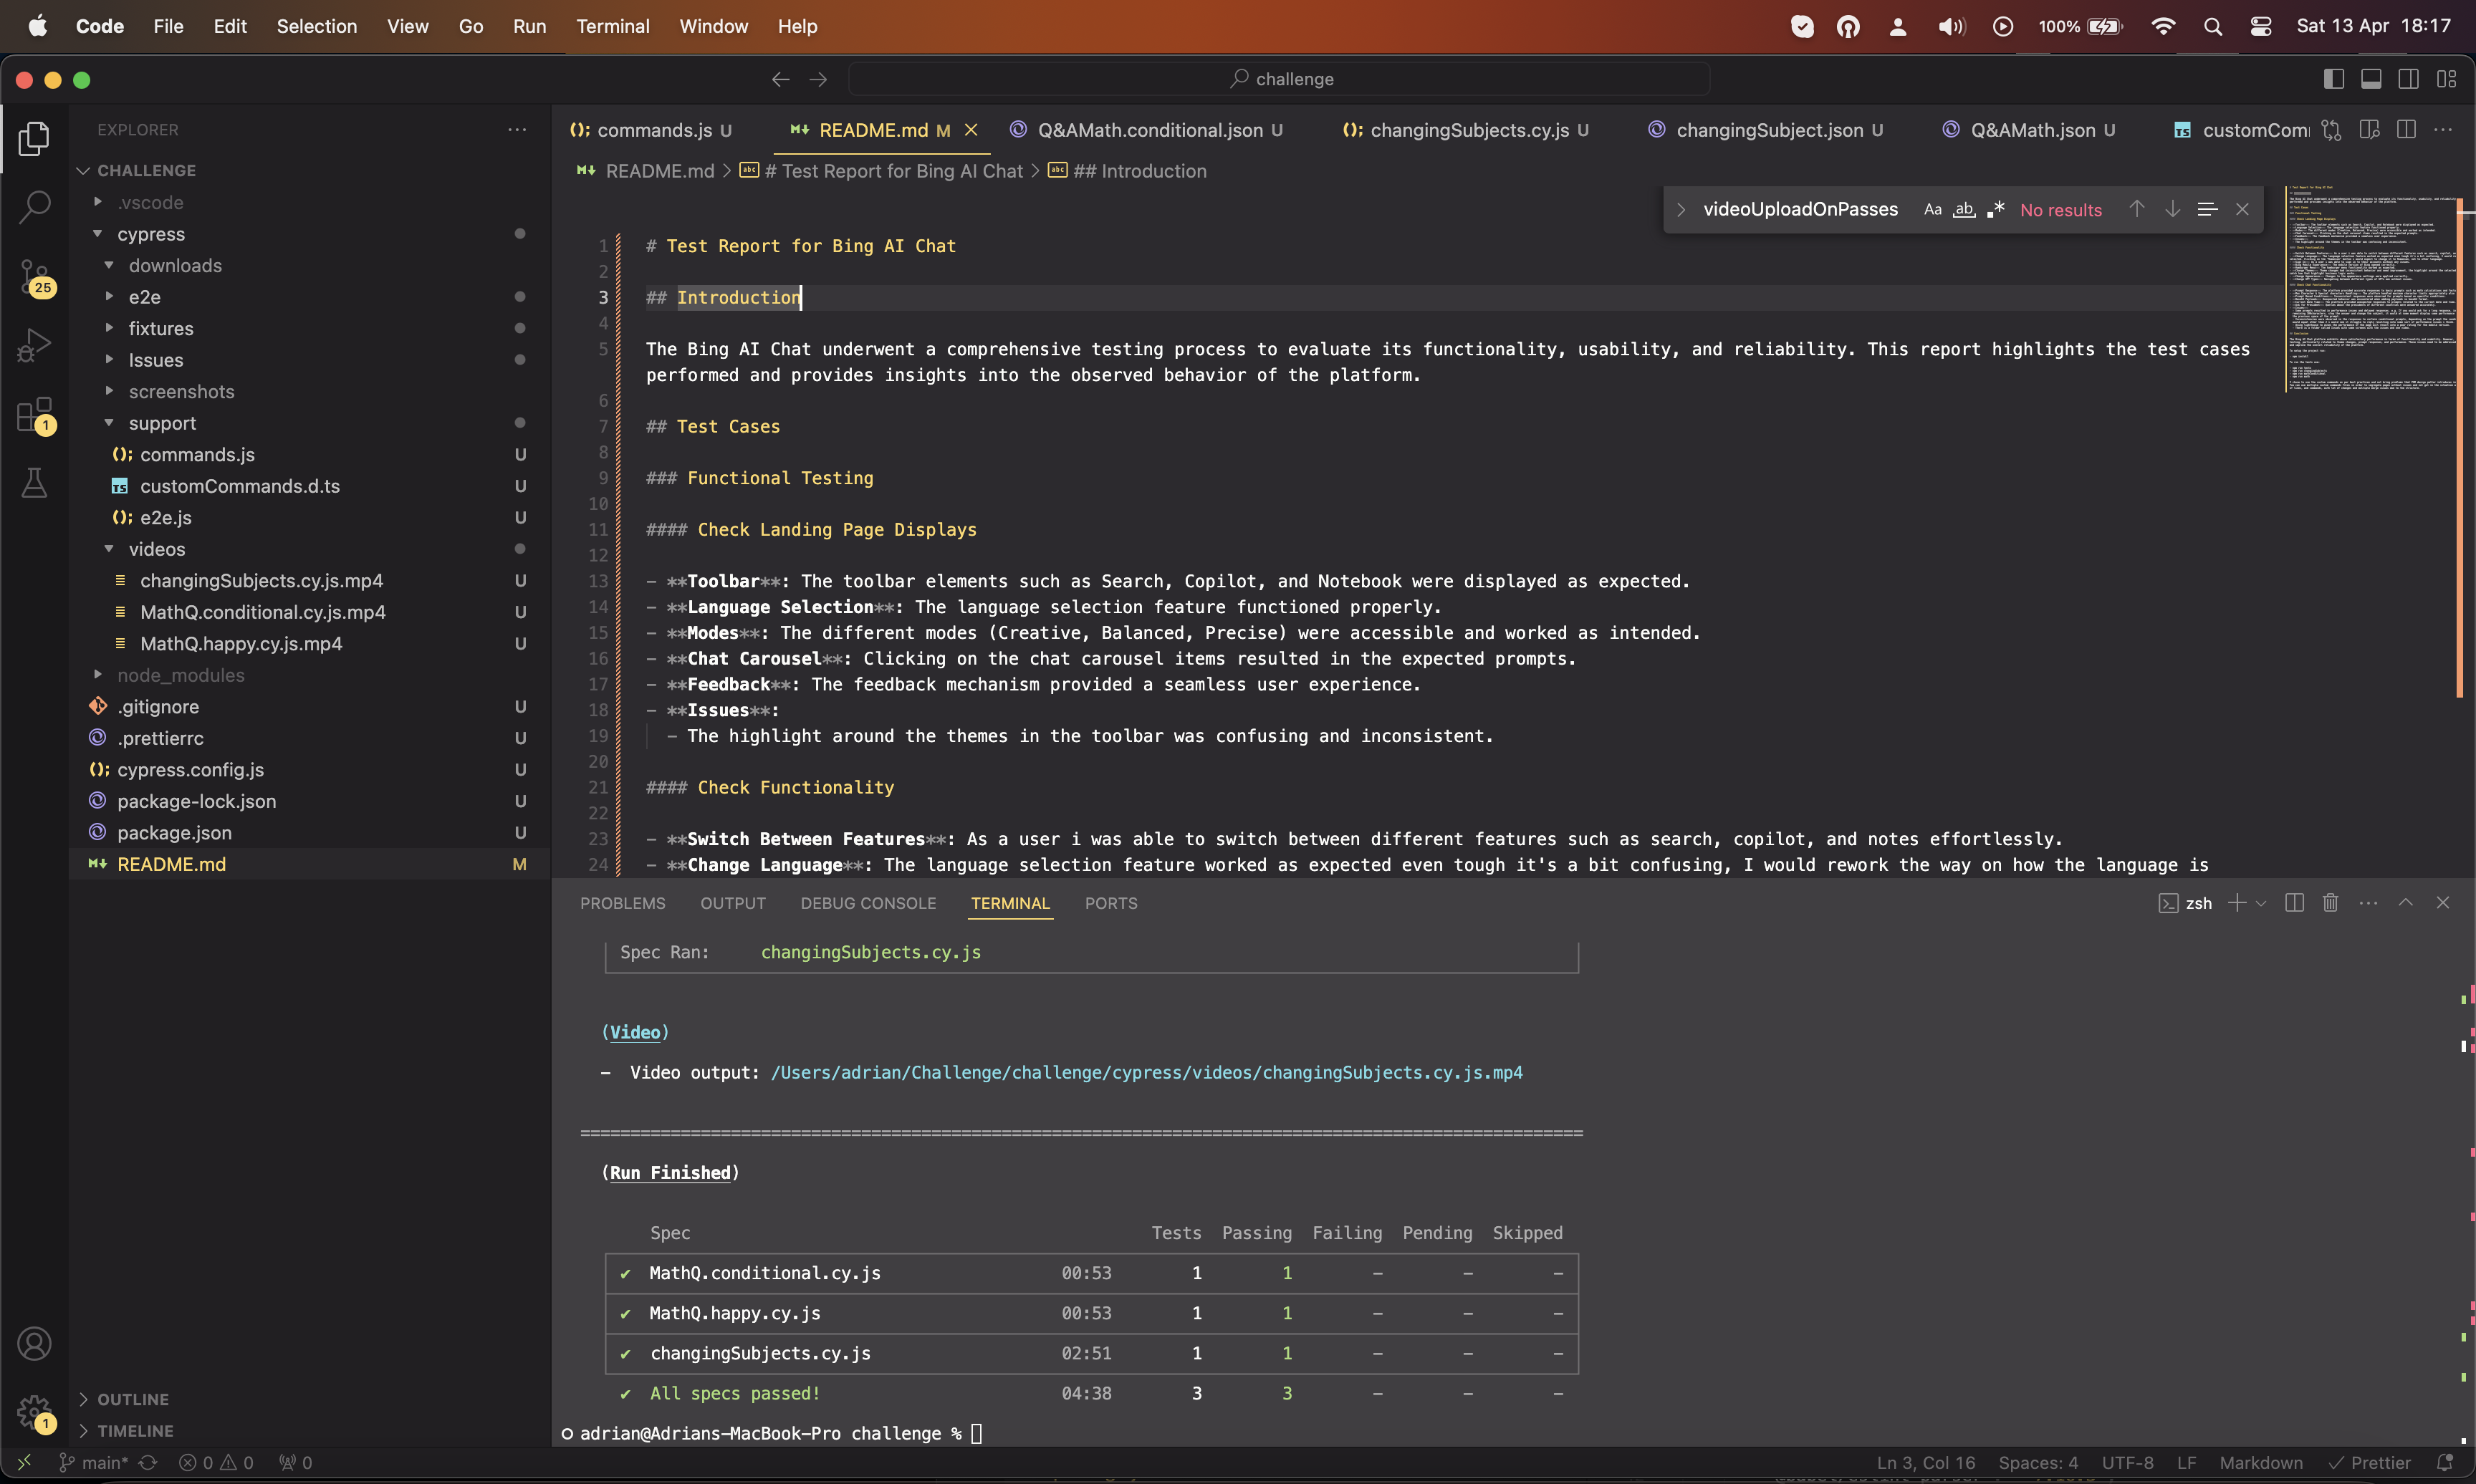 Code File Edit Selection View Go Run Terminal Window Help 100% Sat 13 Apr 18:17
challenge
EXPLORER
CHALLENGE
.vscode
cypress
downloads
e2e
fixtures
Issues
screenshots
support
commands.js U
customCommands.d.ts U
e2e.js U
videos
changingSubjects.cy.js.mp4 U
MathQ.conditional.cy.js.mp4 U
MathQ.happy.cy.js.mp4 U
node_modules
.gitignore U
.prettierrc U
cypress.config.js U
package-lock.json U
package.json U
README.md M
OUTLINE
TIMELINE
25
1
1
commands.js U README.md M Q&AMath.conditional.json U changingSubjects.cy.js U changingSubject.json U Q&AMath.json U customComm
README.md > # Test Report for Bing AI Chat > ## Introduction
videoUploadOnPasses Aa ab .* No results
1 # Test Report for Bing AI Chat
2
3 ## Introduction
4
5 The Bing AI Chat underwent a comprehensive testing process to evaluate its functionality, usability, and reliability. This report highlights the test cases
performed and provides insights into the observed behavior of the platform.
6
7 ## Test Cases
8
9 ### Functional Testing
10
11 #### Check Landing Page Displays
12
13 - **Toolbar**: The toolbar elements such as Search, Copilot, and Notebook were displayed as expected.
14 - **Language Selection**: The language selection feature functioned properly.
15 - **Modes**: The different modes (Creative, Balanced, Precise) were accessible and worked as intended.
16 - **Chat Carousel**: Clicking on the chat carousel items resulted in the expected prompts.
17 - **Feedback**: The feedback mechanism provided a seamless user experience.
18 - **Issues**:
19 - The highlight around the themes in the toolbar was confusing and inconsistent.
20
21 #### Check Functionality
22
23 - **Switch Between Features**: As a user i was able to switch between different features such as search, copilot, and notes effortlessly.
24 - **Change Language**: The language selection feature worked as expected even tough it's a bit confusing, I would rework the way on how the language is
PROBLEMS OUTPUT DEBUG CONSOLE TERMINAL PORTS zsh
Spec Ran: changingSubjects.cy.js
(Video)
- Video output: /Users/adrian/Challenge/challenge/cypress/videos/changingSubjects.cy.js.mp4
====================================================================================================
(Run Finished)
Spec Tests Passing Failing Pending Skipped
✔ MathQ.conditional.cy.js 00:53 1 1 - - -
✔ MathQ.happy.cy.js 00:53 1 1 - - -
✔ changingSubjects.cy.js 02:51 1 1 - - -
✔ All specs passed! 04:38 3 3 - - -
adrian@Adrians-MacBook-Pro challenge %
main* 0 0 0 Ln 3, Col 16 Spaces: 4 UTF-8 LF Markdown Prettier